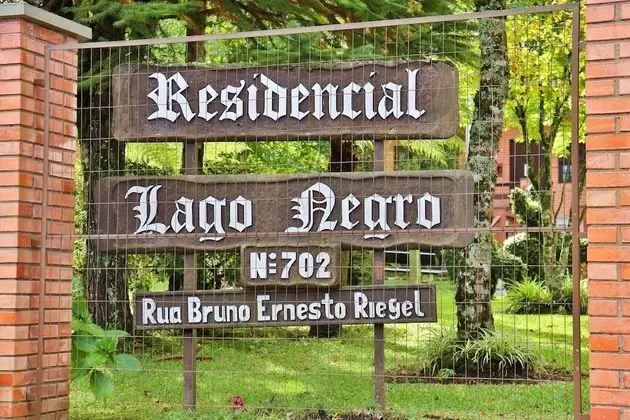 Residencial
Lago Negro
Nº 702
Rua Bruno Ernesto Riegel